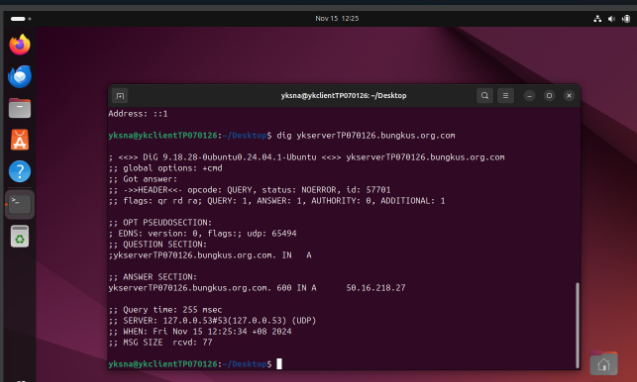 Nov 15 12:25
yksna@ykclientTP070126: ~/Desktop
Address: ::1
yksna@ykclientTP070126:~/Desktop$ dig ykserverTP070126.bungkus.org.com
; <<>> DiG 9.18.28-0ubuntu0.24.04.1-Ubuntu <<>> ykserverTP070126.bungkus.org.com
;; global options: +cmd
;; Got answer:
;; ->>HEADER<<- opcode: QUERY, status: NOERROR, id: 57701
;; flags: qr rd ra; QUERY: 1, ANSWER: 1, AUTHORITY: 0, ADDITIONAL: 1
;; OPT PSEUDOSECTION:
; EDNS: version: 0, flags:; udp: 65494
;; QUESTION SECTION:
;ykserverTP070126.bungkus.org.com. IN A
;; ANSWER SECTION:
ykserverTP070126.bungkus.org.com. 600 IN A 50.16.218.27
;; Query time: 255 msec
;; SERVER: 127.0.0.53#53(127.0.0.53) (UDP)
;; WHEN: Fri Nov 15 12:25:34 +08 2024
;; MSG SIZE rcvd: 77
yksna@ykclientTP070126:~/Desktop$